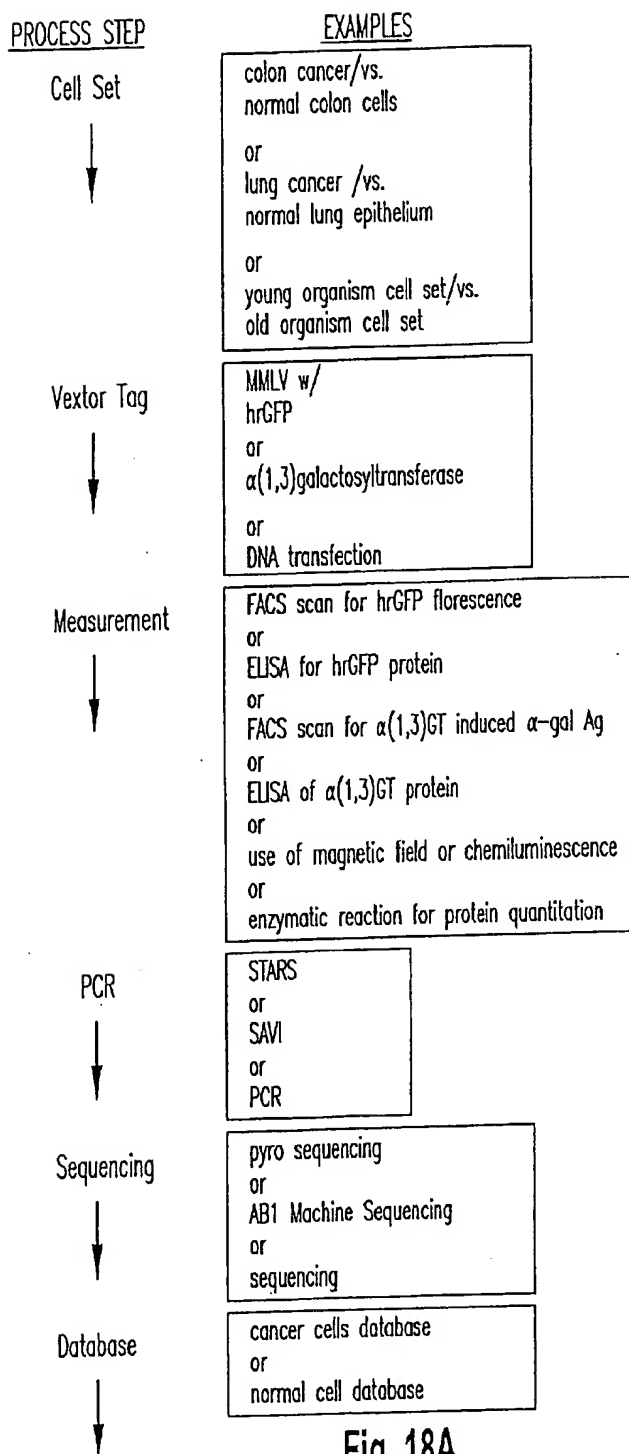 PROCESS STEP
EXAMPLES
Cell Set
colon cancer/vs.
normal colon cells
or
lung cancer /vs.
normal lung epithelium
or
young organism cell set/vs.
old organism cell set
Vextor Tag
MMLV w/
hrGFP
or
α(1,3)galactosyltransferase
or
DNA transfection
Measurement
FACS scan for hrGFP florescence
or
ELISA for hrGFP protein
or
FACS scan for α(1,3)GT induced α-gal Ag
or
ELISA of α(1,3)GT protein
or
use of magnetic field or chemiluminescence
or
enzymatic reaction for protein quantitation
PCR
STARS
or
SAVI
or
PCR
Sequencing
pyro sequencing
or
AB1 Machine Sequencing
or
sequencing
Database
cancer cells database
or
normal cell database
Fig. 18A